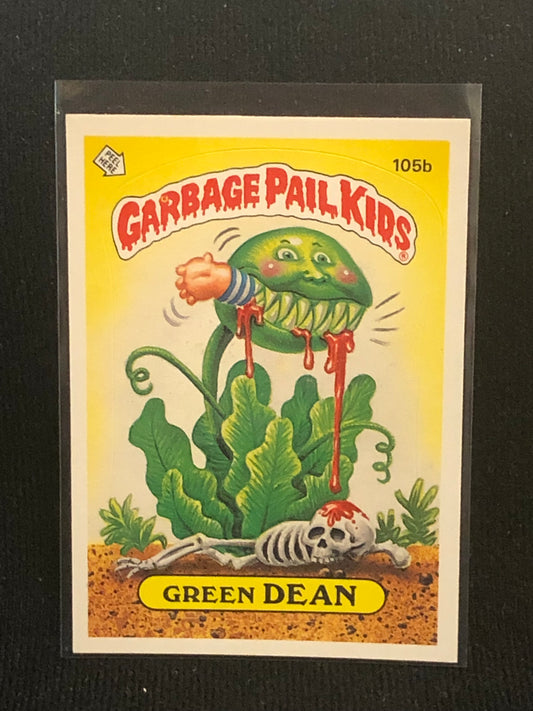 PEEL
HERE
105b
GARBAGE PAIL KIDS
®
GREEN DEAN